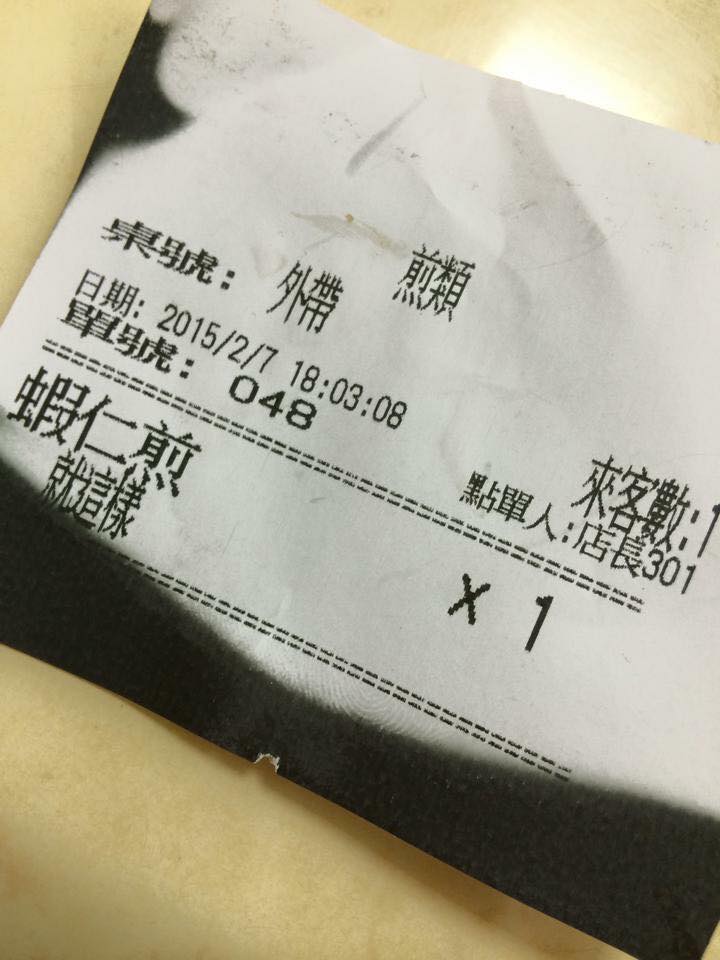 煎類
桌號: 外帶
日期: 2015/2/7 18:03:08
單號: 048
來客數:1
點單人:店長301
蝦仁煎 x 1
就這樣